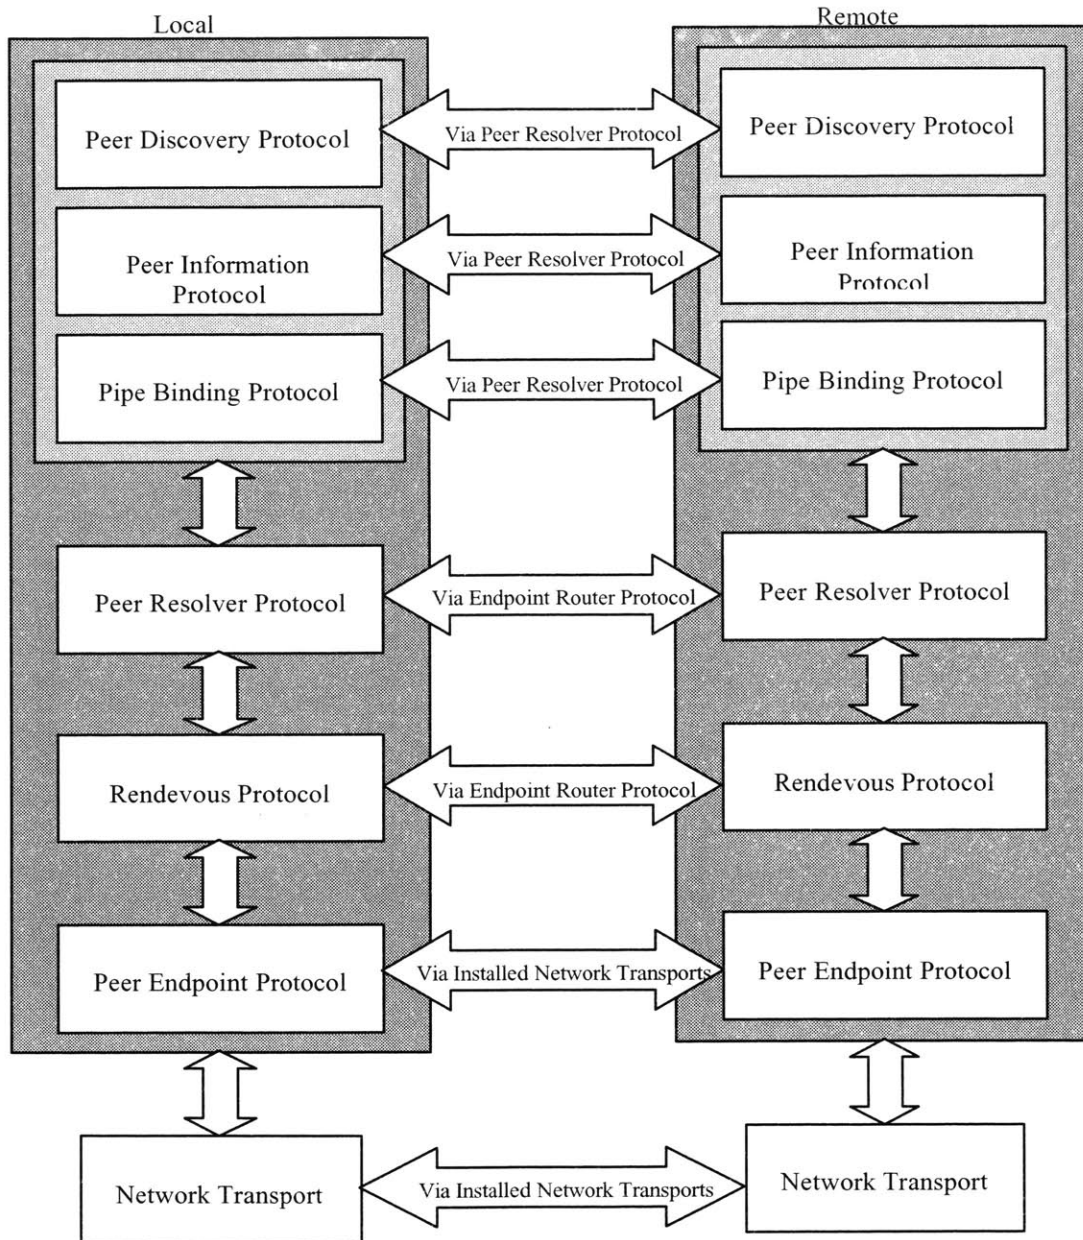 Local
Remote
Peer Discovery Protocol
Via Peer Resolver Protocol
Peer Discovery Protocol
Peer Information
Protocol
Via Peer Resolver Protocol
Peer Information
Protocol
Pipe Binding Protocol
Via Peer Resolver Protocol
Pipe Binding Protocol
Peer Resolver Protocol
Via Endpoint Router Protocol
Peer Resolver Protocol
Rendevous Protocol
Via Endpoint Router Protocol
Rendevous Protocol
Peer Endpoint Protocol
Via Installed Network Transports
Peer Endpoint Protocol
Network Transport
Via Installed Network Transports
Network Transport